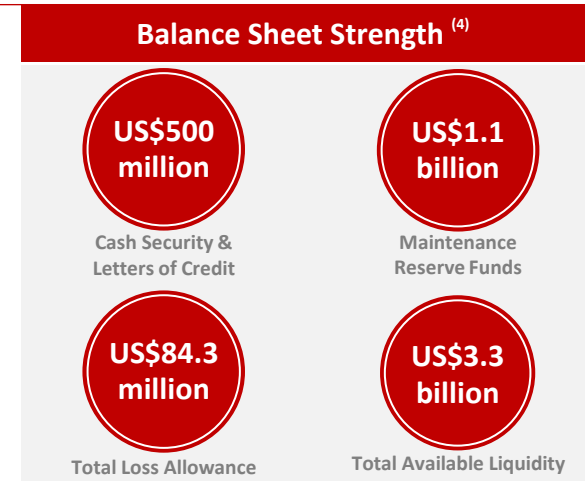 Balance Sheet Strength (4)
US$500
million
Cash Security &
Letters of Credit
US$1.1
billion
Maintenance
Reserve Funds
US$84.3
million
Total Loss Allowance
US$3.3
billion
Total Available Liquidity